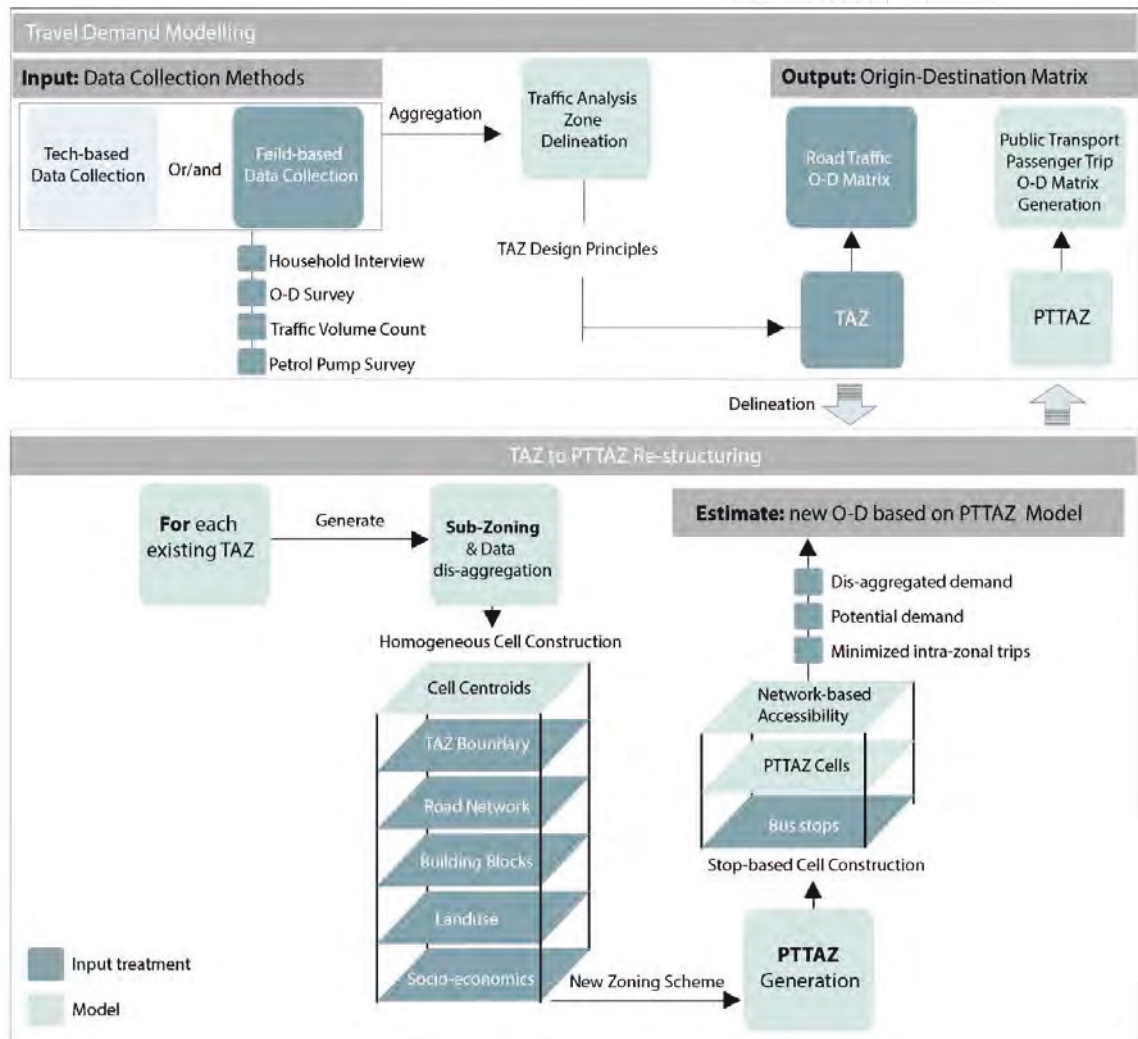 Travel Demand Modelling
Input: Data Collection Methods
Tech-based
Data Collection
Or/and
Feild-based
Data Collection
Household Interview
O-D Survey
Traffic Volume Count
Petrol Pump Survey
Aggregation
Traffic Analysis
Zone
Delineation
TAZ Design Principles
Output: Origin-Destination Matrix
Road Traffic
O-D Matrix
Public Transport
Passenger Trip
O-D Matrix
Generation
TAZ
PTTAZ
Delineation
TAZ to PTTAZ Re-structuring
For each
existing TAZ
Generate
Sub-Zoning
& Data
dis-aggregation
Homogeneous Cell Construction
Cell Centroids
TAZ Boundary
Road Network
Building Blocks
Landuse
Socio-economics
New Zoning Scheme
PTTAZ
Generation
Stop-based Cell Construction
Bus stops
PTTAZ Cells
Network-based
Accessibility
Minimized intra-zonal trips
Potential demand
Dis-aggregated demand
Estimate: new O-D based on PTTAZ Model
Input treatment
Model